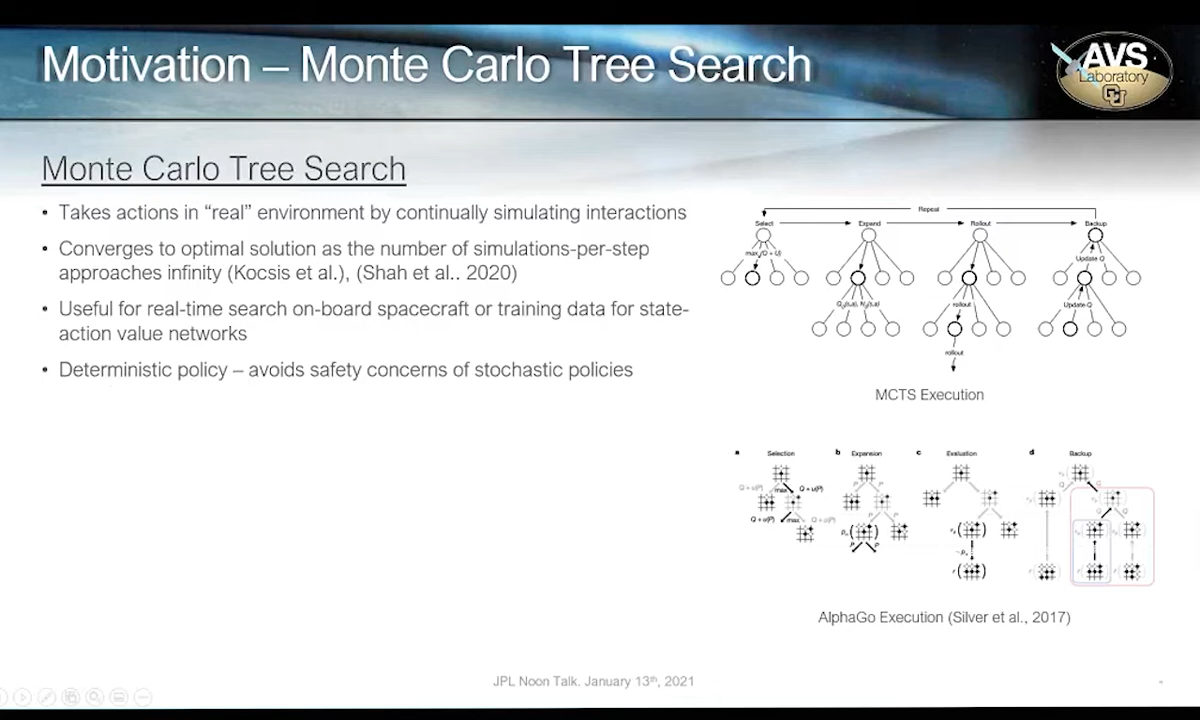 Motivation – Monte Carlo Tree Search
AVS
Laboratory
CU
Monte Carlo Tree Search
• Takes actions in “real” environment by continually simulating interactions
• Converges to optimal solution as the number of simulations-per-step
approaches infinity (Kocsis et al.), (Shah et al.. 2020)
• Useful for real-time search on-board spacecraft or training data for state-
action value networks
• Deterministic policy – avoids safety concerns of stochastic policies
Repeat
Select Expand Rollout Backup
max(Q + U) Update Q
rollout Update Q
rollout
MCTS Execution
a Selection b Expansion c Evaluation d Backup
Q + u(P) max Q + u(P)
Q + u(P) max Q + u(P)
AlphaGo Execution (Silver et al., 2017)
JPL Noon Talk. January 13th, 2021